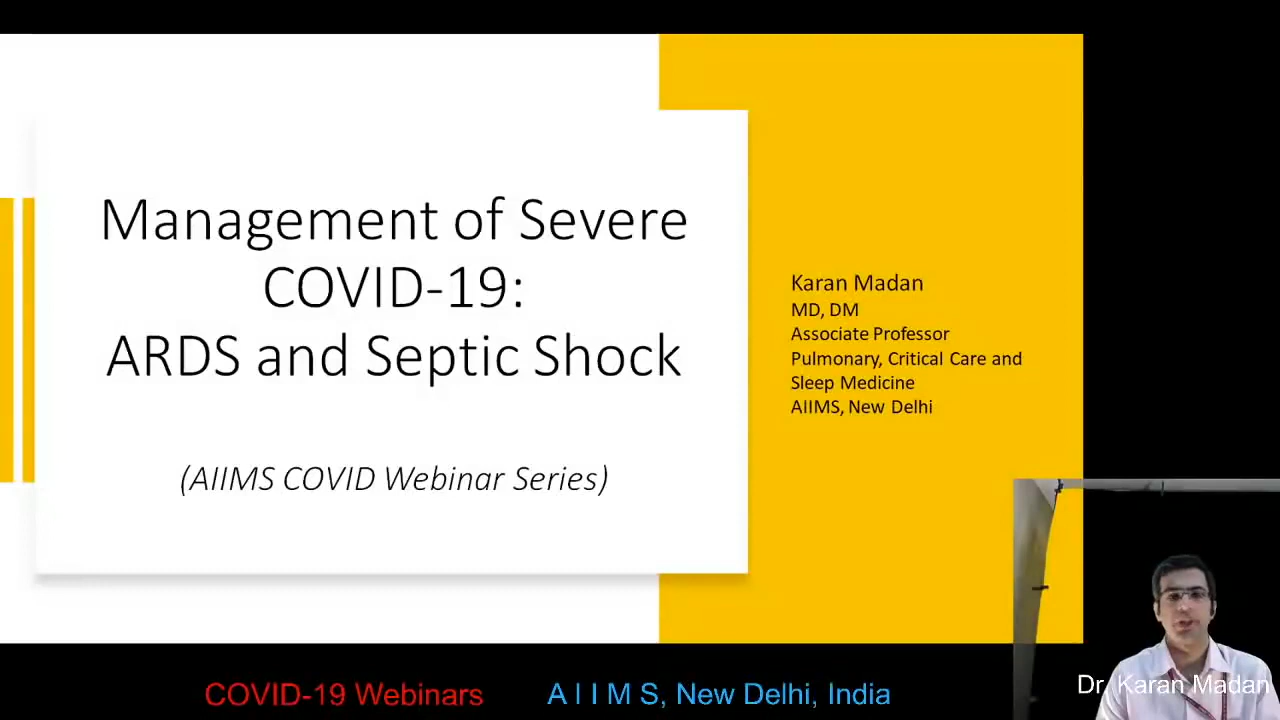 Management of Severe
COVID-19:
ARDS and Septic Shock
(AIIMS COVID Webinar Series)
Karan Madan
MD, DM
Associate Professor
Pulmonary, Critical Care and
Sleep Medicine
AIIMS, New Delhi
Dr. Karan Madan
COVID-19 Webinars
A I I M S, New Delhi, India